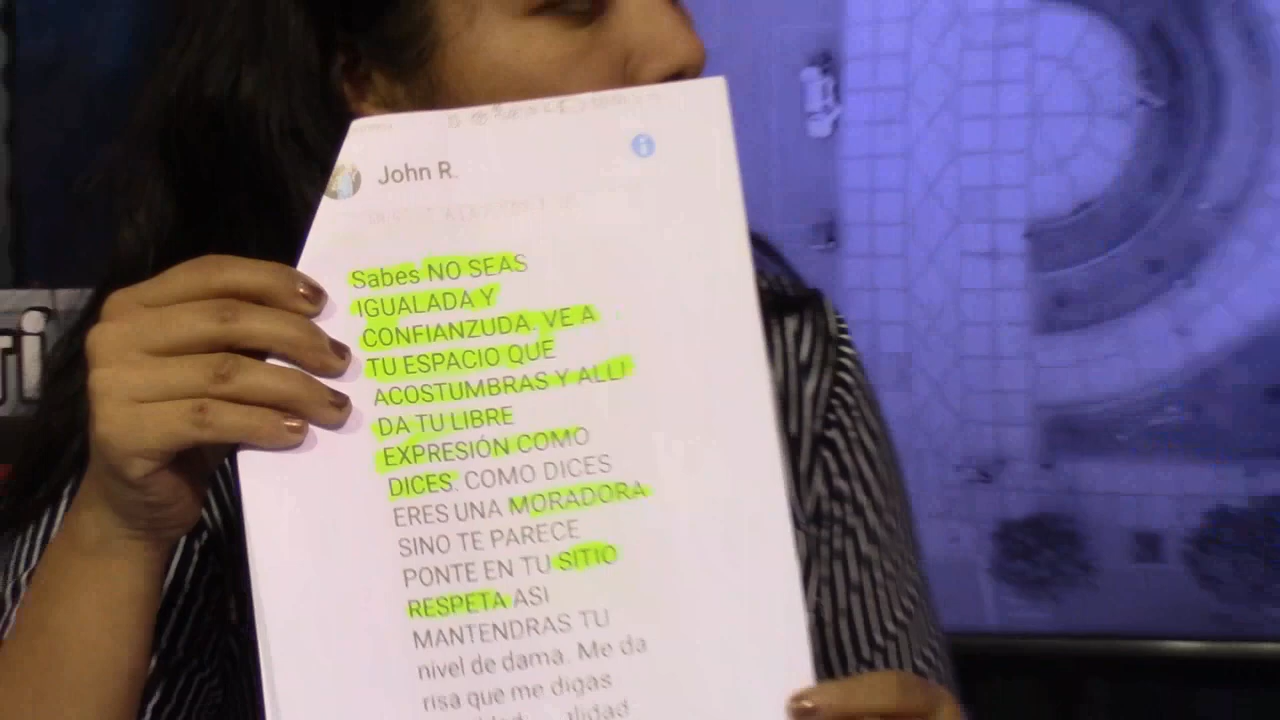 John R.
Sabes NO SEAS
IGUALADA Y
CONFIANZUDA. VE A
TU ESPACIO QUE
ACOSTUMBRAS Y ALLI
DA TU LIBRE
EXPRESIÓN COMO
DICES. COMO DICES
ERES UNA MORADORA
SINO TE PARECE
PONTE EN TU SITIO
RESPETA ASI
MANTENDRAS TU
nivel de dama. Me da
risa que me digas